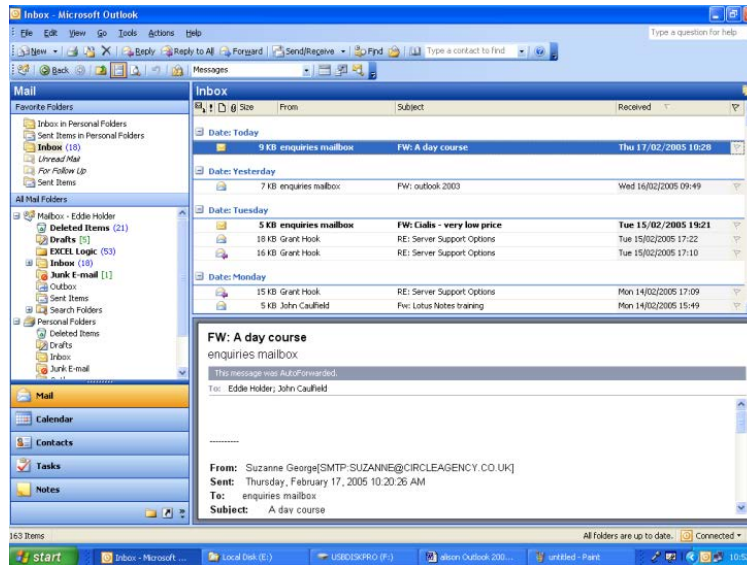 Inbox - Microsoft Outlook
File Edit View Go Tools Actions Help
Type a question for help
New Reply Reply to All Forward Send/Receive Find Type a contact to find
Back Messages
Mail
Favorite Folders
Inbox in Personal Folders
Sent Items in Personal Folders
Inbox (18)
Unread Mail
For Follow Up
Sent Items
All Mail Folders
Mailbox - Eddie Holder
Deleted Items (21)
Drafts [5]
EXCEL Logic (53)
Inbox (18)
Junk E-mail [1]
Outbox
Sent Items
Search Folders
Personal Folders
Deleted Items
Drafts
Inbox
Junk E-mail
Mail
Calendar
Contacts
Tasks
Notes
Inbox
Size From Subject Received
Date: Today
9 KB enquiries mailbox FW: A day course Thu 17/02/2005 10:28
Date: Yesterday
7 KB enquiries mailbox FW: outlook 2003 Wed 16/02/2005 09:49
Date: Tuesday
5 KB enquiries mailbox FW: Cialis - very low price Tue 15/02/2005 19:21
18 KB Grant Hook RE: Server Support Options Tue 15/02/2005 17:22
16 KB Grant Hook RE: Server Support Options Tue 15/02/2005 17:10
Date: Monday
15 KB Grant Hook RE: Server Support Options Mon 14/02/2005 17:09
5 KB John Caulfield Fw: Lotus Notes training Mon 14/02/2005 15:49
FW: A day course
enquiries mailbox
This message was AutoForwarded.
To: Eddie Holder; John Caulfield
----------
From: Suzanne George[SMTP:SUZANNE@CIRCLEAGENCY.CO.UK]
Sent: Thursday, February 17, 2005 10:20:26 AM
To: enquiries mailbox
Subject: A day course
163 Items
All folders are up to date. Connected
start Inbox - Microsoft ... Local Disk (E:) USBDISKPRO (F:) alison Outlook 200... untitled - Paint